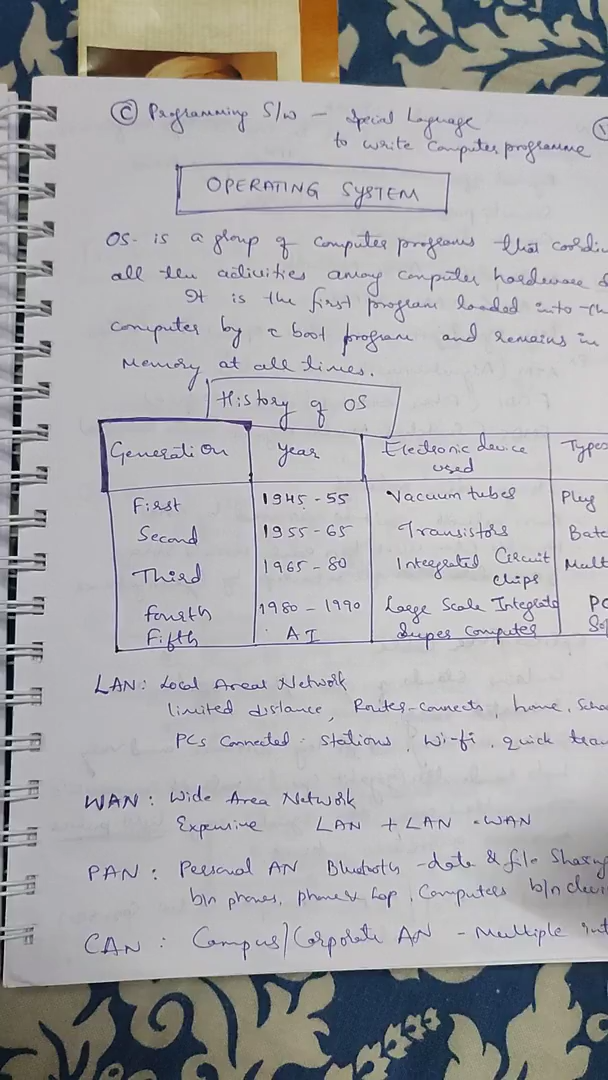 Ⓒ Programming S/w - Special Language
to write Computer programme
OPERATING SYSTEM
OS- is a group of computer programs that coordi
all the activities among computer hardware
It is the first program loaded into th
computer by a boot program and remains in
Memory at all times.
History of OS
Generation Year Electronic device used Types
First 1945-55 Vacuum tubes Plug
Second 1955-65 Transistors Batc
Third 1965-80 Integrated Circuit chips Mult
Fourth 1980-1990 Large Scale Integrate PC
Fifth AI Super Computer
LAN: Local Areal Network
limited distance, Routes-connects, home, Scho
PCs Connected. Stations, Wi-fi, quick tran
WAN: Wide Area Network
Expensive LAN + LAN = WAN
PAN: Personal AN Bluetooth - data & file Sharing
b/n phones, phone & Lap, Computers b/n devi
CAN: Campus/Corporate AN - Multiple int